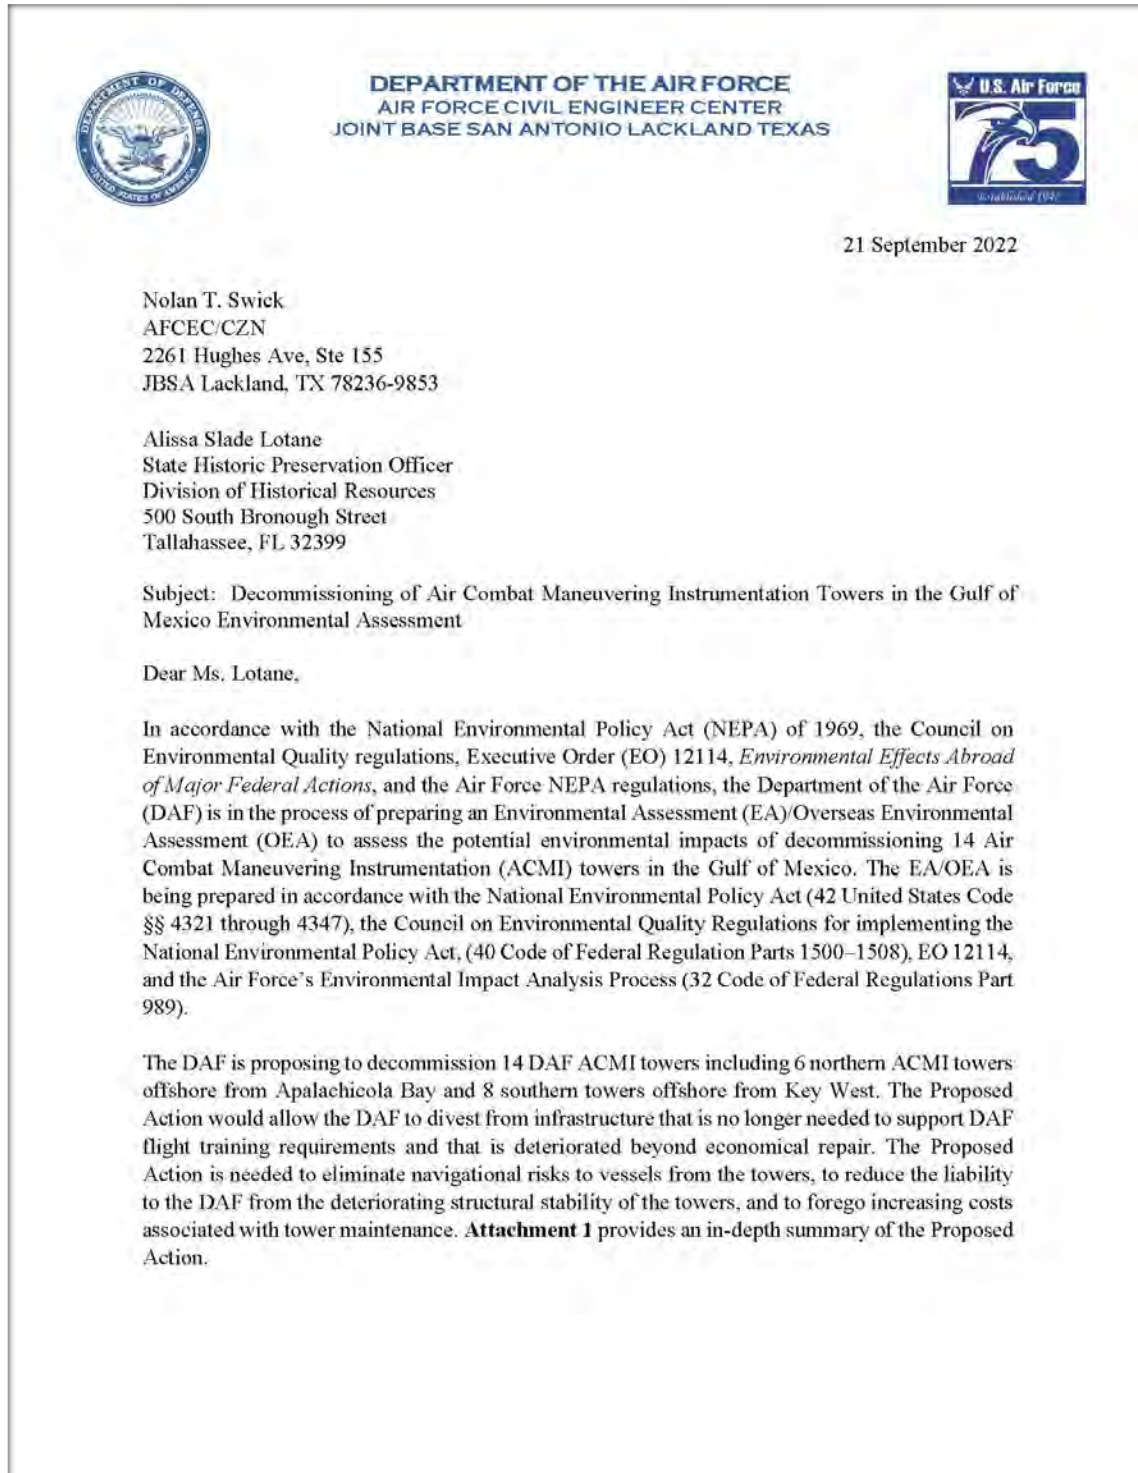 DEPARTMENT OF DEFENSE
UNITED STATES OF AMERICA
DEPARTMENT OF THE AIR FORCE
AIR FORCE CIVIL ENGINEER CENTER
JOINT BASE SAN ANTONIO LACKLAND TEXAS
U.S. Air Force
75
established 1947
21 September 2022
Nolan T. Swick
AFCEC/CZN
2261 Hughes Ave, Ste 155
JBSA Lackland, TX 78236-9853
Alissa Slade Lotane
State Historic Preservation Officer
Division of Historical Resources
500 South Bronough Street
Tallahassee, FL 32399
Subject: Decommissioning of Air Combat Maneuvering Instrumentation Towers in the Gulf of
Mexico Environmental Assessment
Dear Ms. Lotane,
In accordance with the National Environmental Policy Act (NEPA) of 1969, the Council on
Environmental Quality regulations, Executive Order (EO) 12114, Environmental Effects Abroad
of Major Federal Actions, and the Air Force NEPA regulations, the Department of the Air Force
(DAF) is in the process of preparing an Environmental Assessment (EA)/Overseas Environmental
Assessment (OEA) to assess the potential environmental impacts of decommissioning 14 Air
Combat Maneuvering Instrumentation (ACMI) towers in the Gulf of Mexico. The EA/OEA is
being prepared in accordance with the National Environmental Policy Act (42 United States Code
§§ 4321 through 4347), the Council on Environmental Quality Regulations for implementing the
National Environmental Policy Act, (40 Code of Federal Regulation Parts 1500–1508), EO 12114,
and the Air Force's Environmental Impact Analysis Process (32 Code of Federal Regulations Part
989).
The DAF is proposing to decommission 14 DAF ACMI towers including 6 northern ACMI towers
offshore from Apalachicola Bay and 8 southern towers offshore from Key West. The Proposed
Action would allow the DAF to divest from infrastructure that is no longer needed to support DAF
flight training requirements and that is deteriorated beyond economical repair. The Proposed
Action is needed to eliminate navigational risks to vessels from the towers, to reduce the liability
to the DAF from the deteriorating structural stability of the towers, and to forego increasing costs
associated with tower maintenance. Attachment 1 provides an in-depth summary of the Proposed
Action.